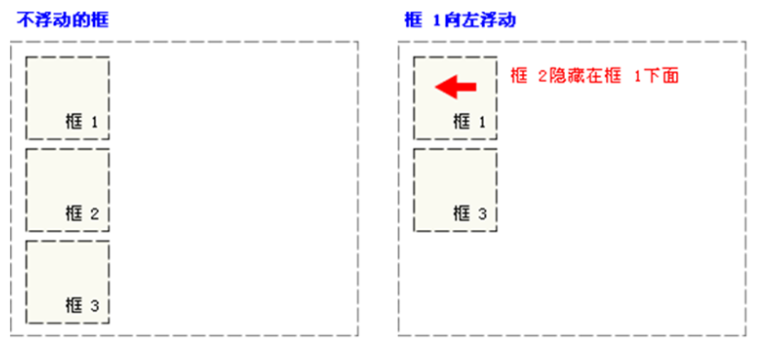 不浮动的框
框 1
框 2
框 3
框 1向左浮动
框 2隐藏在框 1下面
框 1
框 3